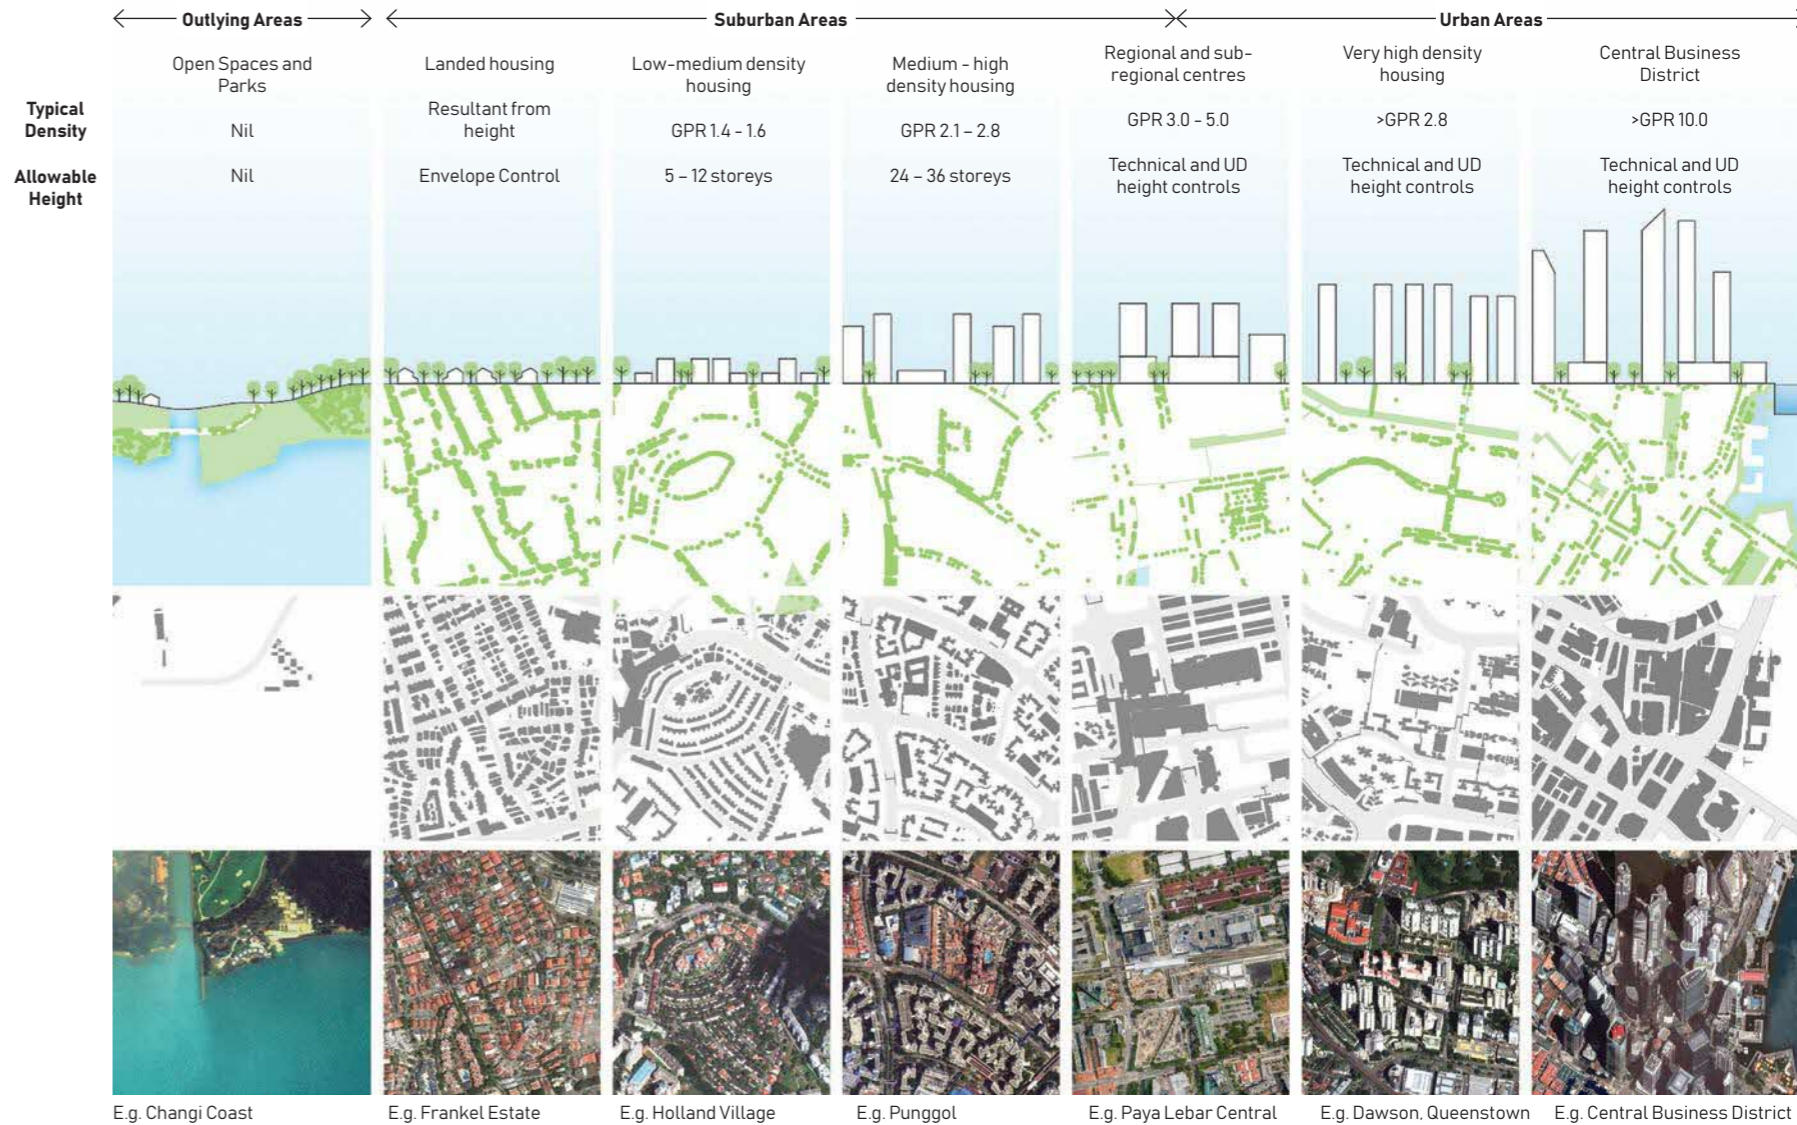 Outlying Areas
Suburban Areas
Urban Areas
Open Spaces and
Parks
Landed housing
Low-medium density
housing
Medium - high
density housing
Regional and sub-
regional centres
Very high density
housing
Central Business
District
Typical
Density
Nil
Resultant from
height
GPR 1.4 - 1.6
GPR 2.1 – 2.8
GPR 3.0 - 5.0
>GPR 2.8
>GPR 10.0
Allowable
Height
Nil
Envelope Control
5 – 12 storeys
24 – 36 storeys
Technical and UD
height controls
Technical and UD
height controls
Technical and UD
height controls
E.g. Changi Coast
E.g. Frankel Estate
E.g. Holland Village
E.g. Punggol
E.g. Paya Lebar Central
E.g. Dawson, Queenstown
E.g. Central Business District